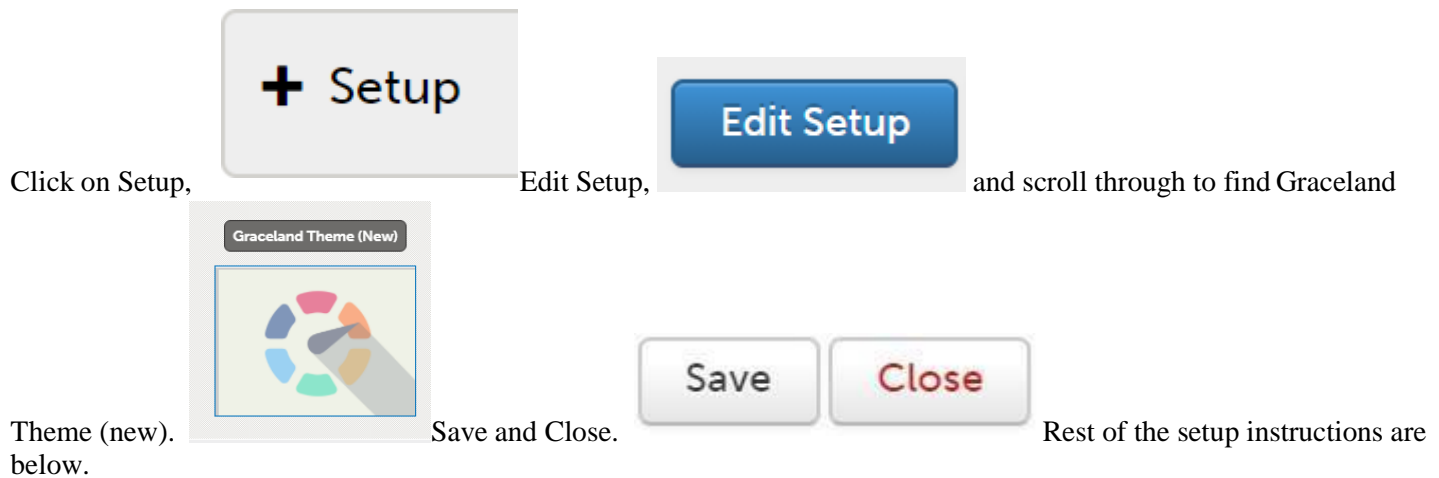 + Setup
Edit Setup
Click on Setup, Edit Setup, and scroll through to find Graceland
Graceland Theme (New)
Save Close
Theme (new). Save and Close. Rest of the setup instructions are
below.